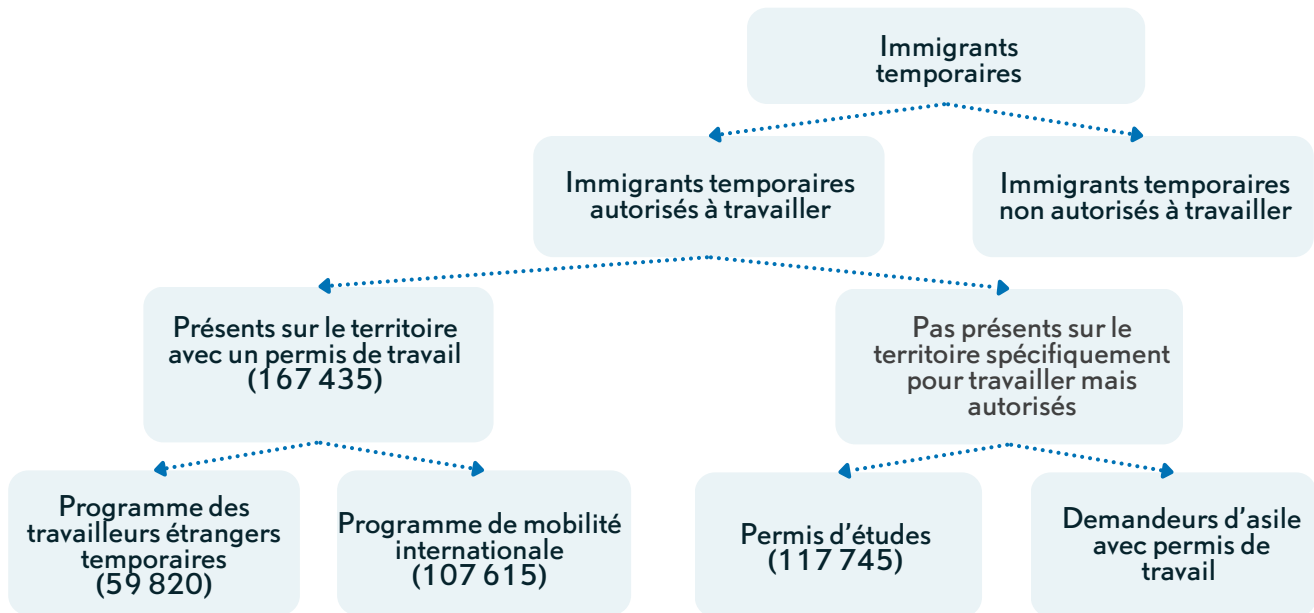 Immigrants
temporaires
Immigrants temporaires
autorisés à travailler
Immigrants temporaires
non autorisés à travailler
Présents sur le territoire
avec un permis de travail
(167 435)
Pas présents sur le
territoire spécifiquement
pour travailler mais
autorisés
Programme des
travailleurs étrangers
temporaires
(59 820)
Programme de mobilité
internationale
(107 615)
Permis d'études
(117 745)
Demandeurs d'asile
avec permis de
travail